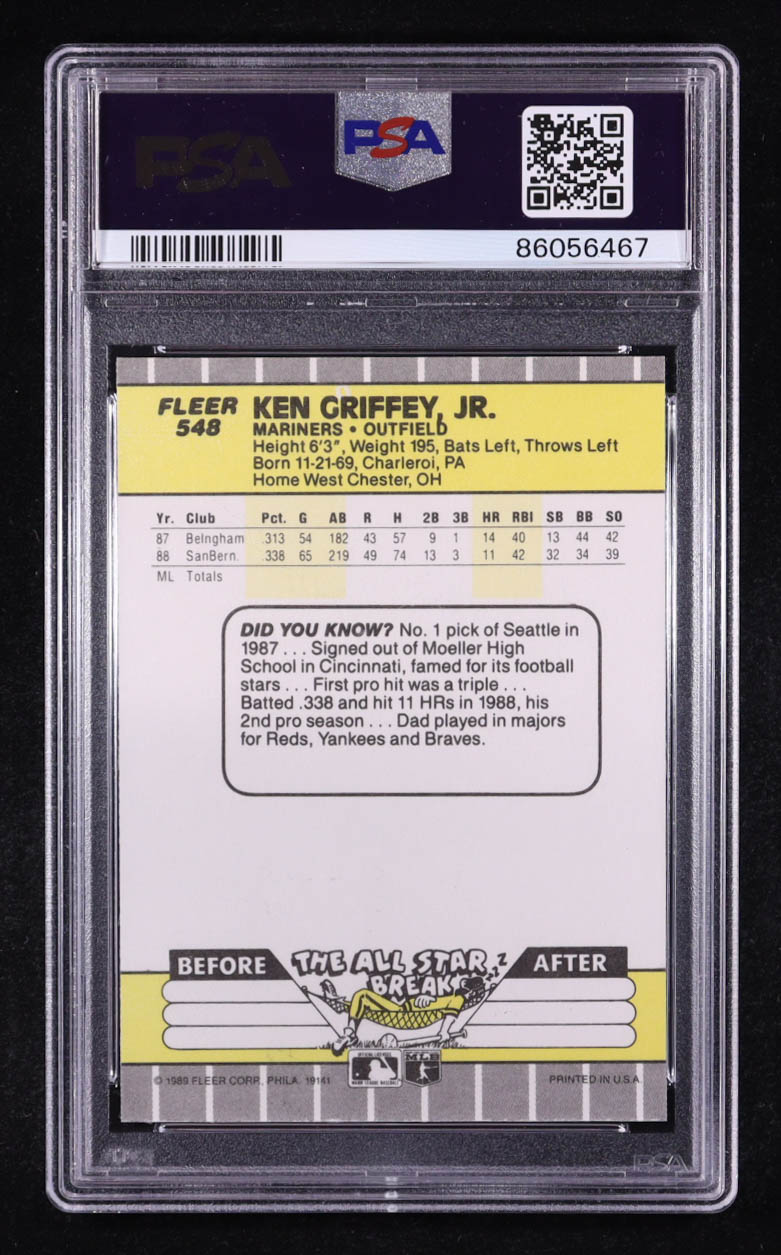 PSA PSA
86056467
FLEER
548
KEN GRIFFEY, JR.
MARINERS • OUTFIELD
Height 6'3", Weight 195, Bats Left, Throws Left
Born 11-21-69, Charleroi, PA
Home West Chester, OH
Yr. Club Pct. G AB R H 2B 3B HR RBI SB BB SO
87 Belngham .313 54 182 43 57 9 1 14 40 13 44 42
88 SanBern. .338 65 219 49 74 13 3 11 42 32 34 39
ML Totals
DID YOU KNOW? No. 1 pick of Seattle in
1987 . . . Signed out of Moeller High
School in Cincinnati, famed for its football
stars . . . First pro hit was a triple . . .
Batted .338 and hit 11 HRs in 1988, his
2nd pro season . . . Dad played in majors
for Reds, Yankees and Braves.
BEFORE THE ALL STAR BREAK zzz AFTER
OFFICIAL LICENSEE
MAJOR LEAGUE BASEBALL
MLB
© 1989 FLEER CORP., PHILA. 19141 PRINTED IN U.S.A.
PSA